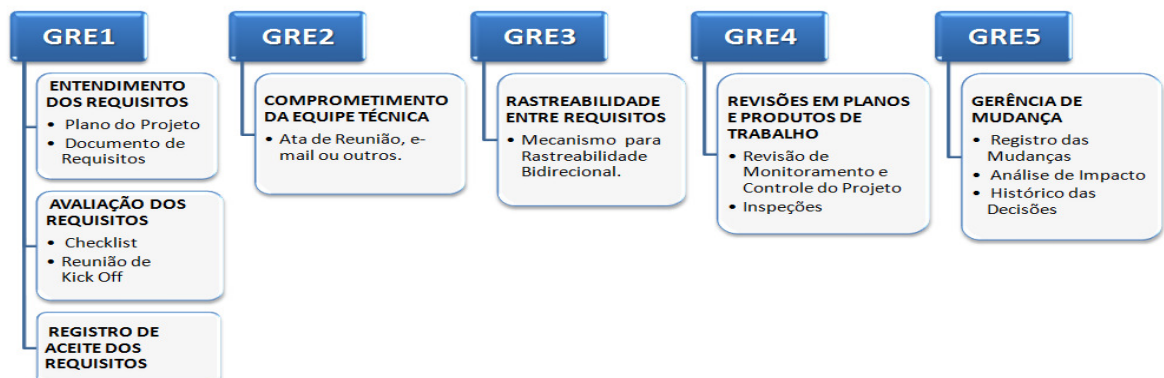 GRE1
ENTENDIMENTO
DOS REQUISITOS
• Plano do Projeto
• Documento de
Requisitos
AVALIAÇÃO DOS
REQUISITOS
• Checklist
• Reunião de
Kick Off
REGISTRO DE
ACEITE DOS
REQUISITOS
GRE2
COMPROMETIMENTO
DA EQUIPE TÉCNICA
• Ata de Reunião, e-
mail ou outros.
GRE3
RASTREABILIDADE
ENTRE REQUISITOS
• Mecanismo para
Rastreabilidade
Bidirecional.
GRE4
REVISÕES EM PLANOS
E PRODUTOS DE
TRABALHO
• Revisão de
Monitoramento e
Controle do Projeto
• Inspeções
GRE5
GERÊNCIA DE
MUDANÇA
• Registro das
Mudanças
• Análise de Impacto
• Histórico das
Decisões